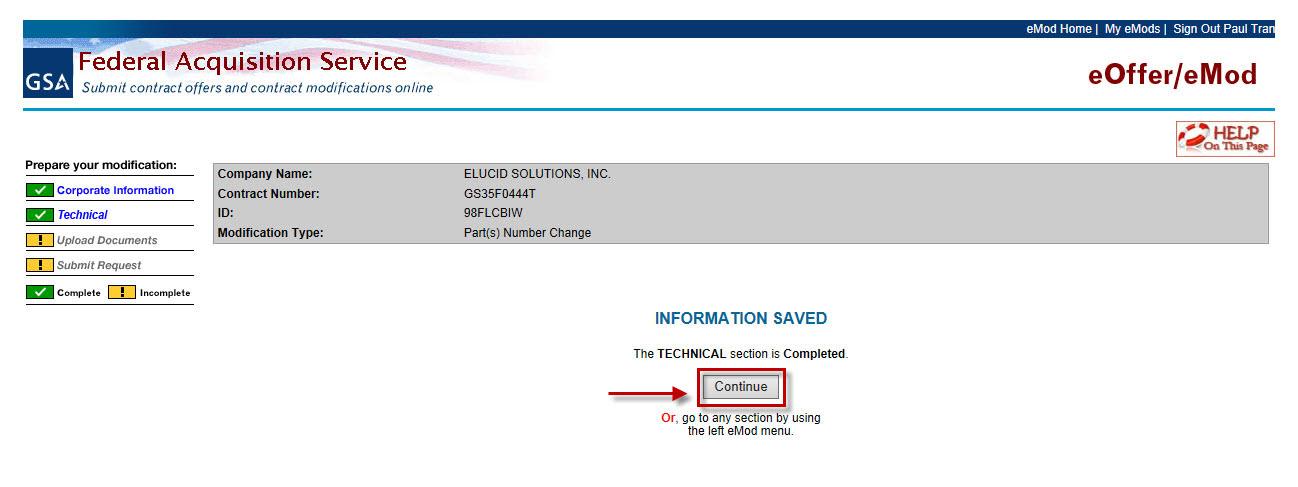 eMod Home | My eMods | Sign Out Paul Tran
GSA
Federal Acquisition Service
Submit contract offers and contract modifications online
eOffer/eMod
HELP
On This Page
Prepare your modification:
Corporate Information
Technical
! Upload Documents
! Submit Request
Complete ! Incomplete
Company Name: ELUCID SOLUTIONS, INC.
Contract Number: GS35F0444T
ID: 98FLCBIW
Modification Type: Part(s) Number Change
INFORMATION SAVED
The TECHNICAL section is Completed.
Continue
Or, go to any section by using
the left eMod menu.